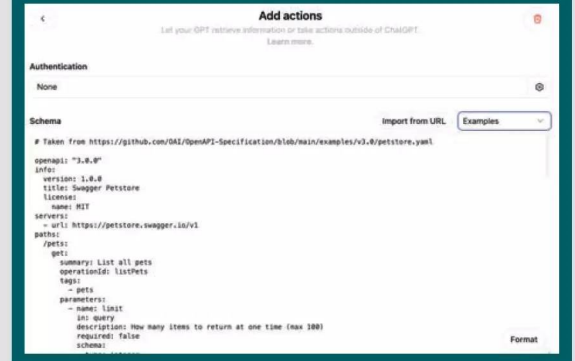 Add actions
Let your GPT retrieve information or take actions outside of ChatGPT.
Learn more.
Authentication
None
Schema
Import from URL
Examples
# Taken from https://github.com/OAI/OpenAPI-Specification/blob/main/examples/v3.0/petstore.yaml
openapi: "3.0.0"
info:
  version: 1.0.0
  title: Swagger Petstore
  license:
    name: MIT
servers:
  - url: https://petstore.swagger.io/v1
paths:
  /pets:
    get:
      summary: List all pets
      operationId: listPets
      tags:
        - pets
      parameters:
        - name: limit
          in: query
          description: How many items to return at one time (max 100)
          required: false
          schema:
Format